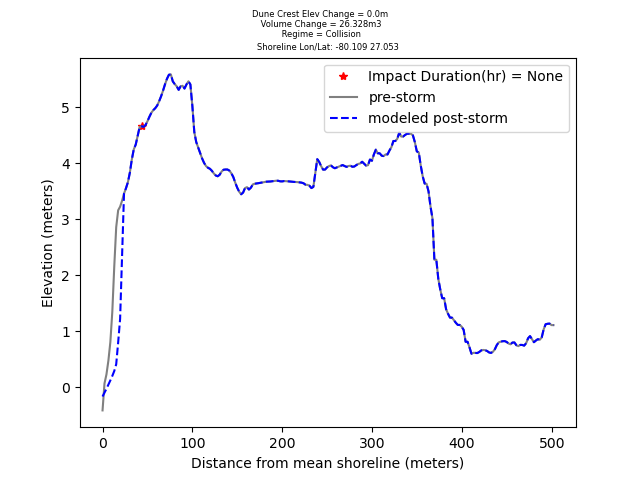 Dune Crest Elev Change = 0.0m
Volume Change = 26.328m3
Regime = Collision
Shoreline Lon/Lat: -80.109 27.053
Impact Duration(hr) = None
pre-storm
modeled post-storm
Elevation (meters)
5
4
3
2
1
0
0 100 200 300 400 500
Distance from mean shoreline (meters)